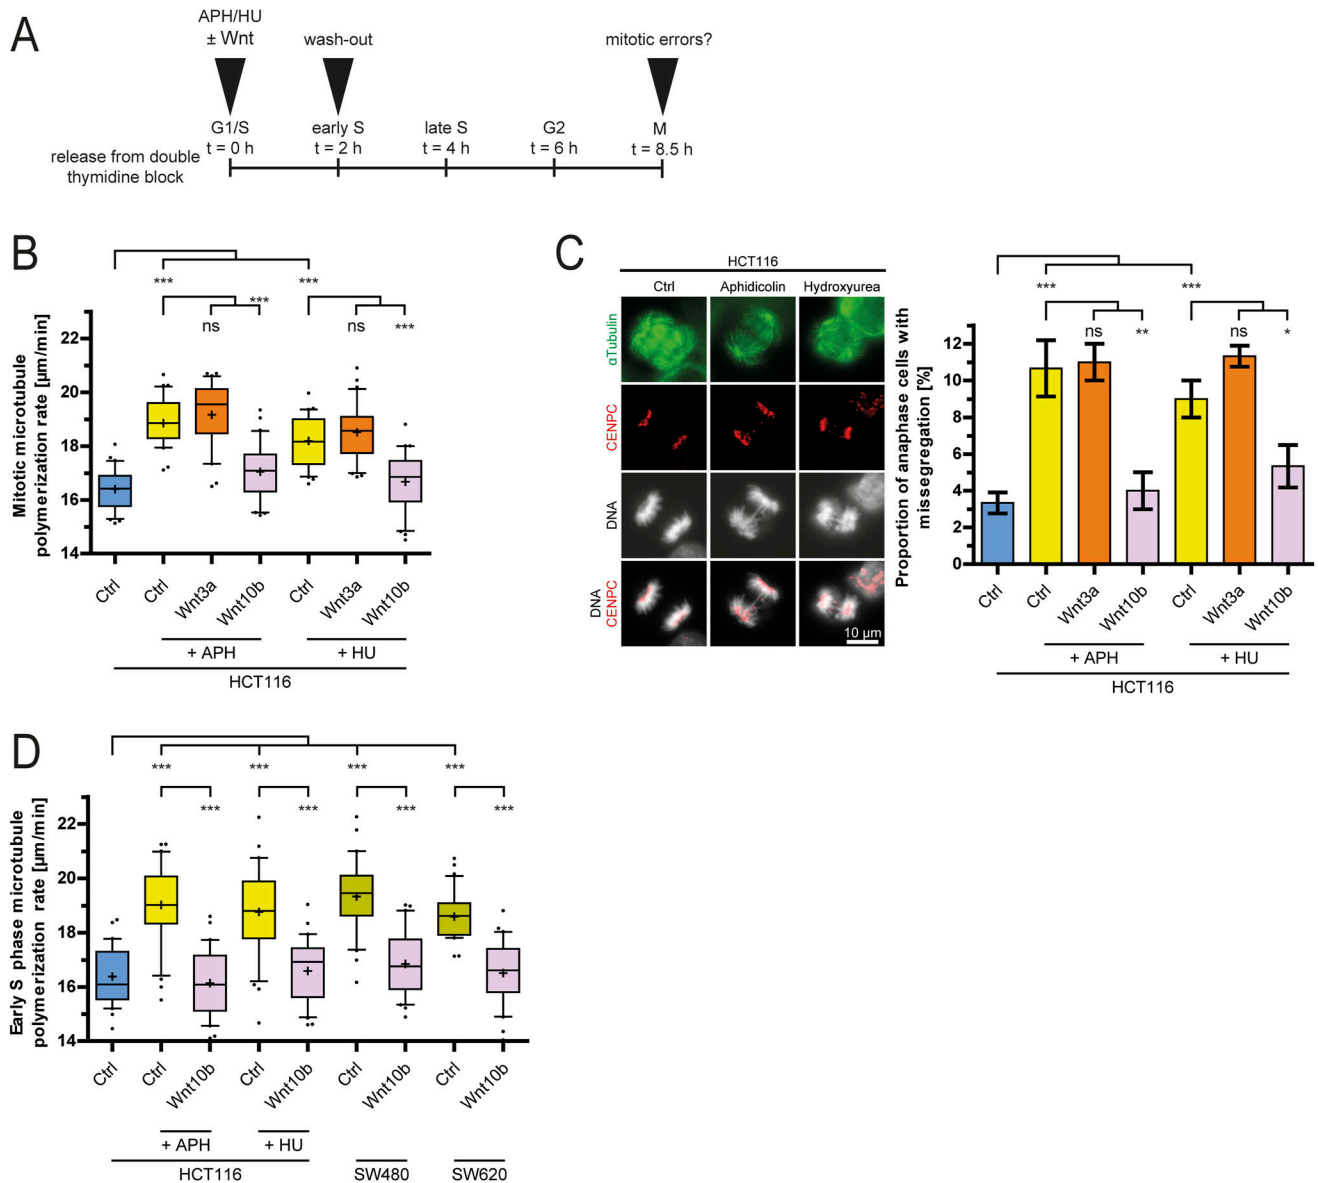 A
APH/HU
± Wnt
wash-out
mitotic errors?
G1/S
early S
late S
G2
M
t = 0 h
t = 2 h
t = 4 h
t = 6 h
t = 8.5 h
release from double
thymidine block
B
***
***
***
ns
ns
***
Mitotic microtubule
polymerization rate [µm/min]
22
20
18
16
14
Ctrl
Ctrl
Wnt3a
Wnt10b
Ctrl
Wnt3a
Wnt10b
+ APH
+ HU
HCT116
C
HCT116
Ctrl
Aphidicolin
Hydroxyurea
αTubulin
CENPC
DNA
DNA
CENPC
10 µm
***
***
ns
**
ns
*
Proportion of anaphase cells with
missegregation [%]
12
10
8
6
4
2
0
Ctrl
Ctrl
Wnt3a
Wnt10b
Ctrl
Wnt3a
Wnt10b
+ APH
+ HU
HCT116
D
***
***
***
***
***
***
***
***
Early S phase microtubule
polymerization rate [µm/min]
22
20
18
16
14
Ctrl
Ctrl
Wnt10b
Ctrl
Wnt10b
Ctrl
Wnt10b
Ctrl
Wnt10b
+ APH
+ HU
HCT116
SW480
SW620